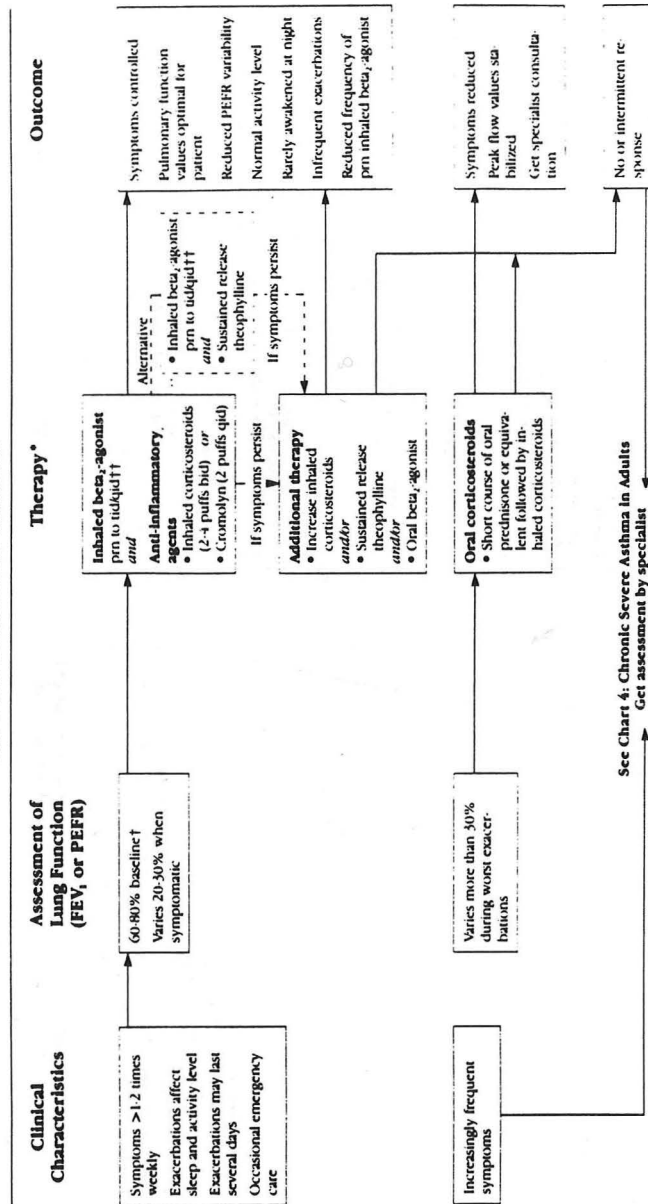 Clinical
Characteristics
Assessment of
Lung Function
(FEV₁ or PEFR)
Therapy*
Outcome
Symptoms >1-2 times
weekly
Exacerbations affect
sleep and activity level
Exacerbations may last
several days
Occasional emergency
care
60-80% baseline†
Varies 20-30% when
symptomatic
Inhaled beta₂-agonist
prn to tid/qid††
and
Anti-inflammatory
agents
• Inhaled corticosteroids
(2-4 puffs bid) or
• Cromolyn (2 puffs qid)
Alternative
• Inhaled beta₂-agonist
prn to tid/qid††
and
• Sustained release
theophylline
If symptoms persist
If symptoms persist
Additional therapy
• Increase inhaled
corticosteroids
and/or
• Sustained release
theophylline
and/or
• Oral beta₂-agonist
Symptoms controlled
Pulmonary function
values optimal for
patient
Reduced PEFR variability
Normal activity level
Rarely awakened at night
Infrequent exacerbations
Reduced frequency of
prn inhaled beta₂-agonist
Increasingly frequent
symptoms
Varies more than 30%
during worst exacer-
bations
Oral corticosteroids
• Short course of oral
prednisone or equiva-
lent followed by in-
haled corticosteroids
Symptoms reduced
Peak flow values sta-
bilized
Get specialist consulta-
tion
No or intermittent re-
sponse
See Chart 4: Chronic Severe Asthma in Adults
Get assessment by specialist